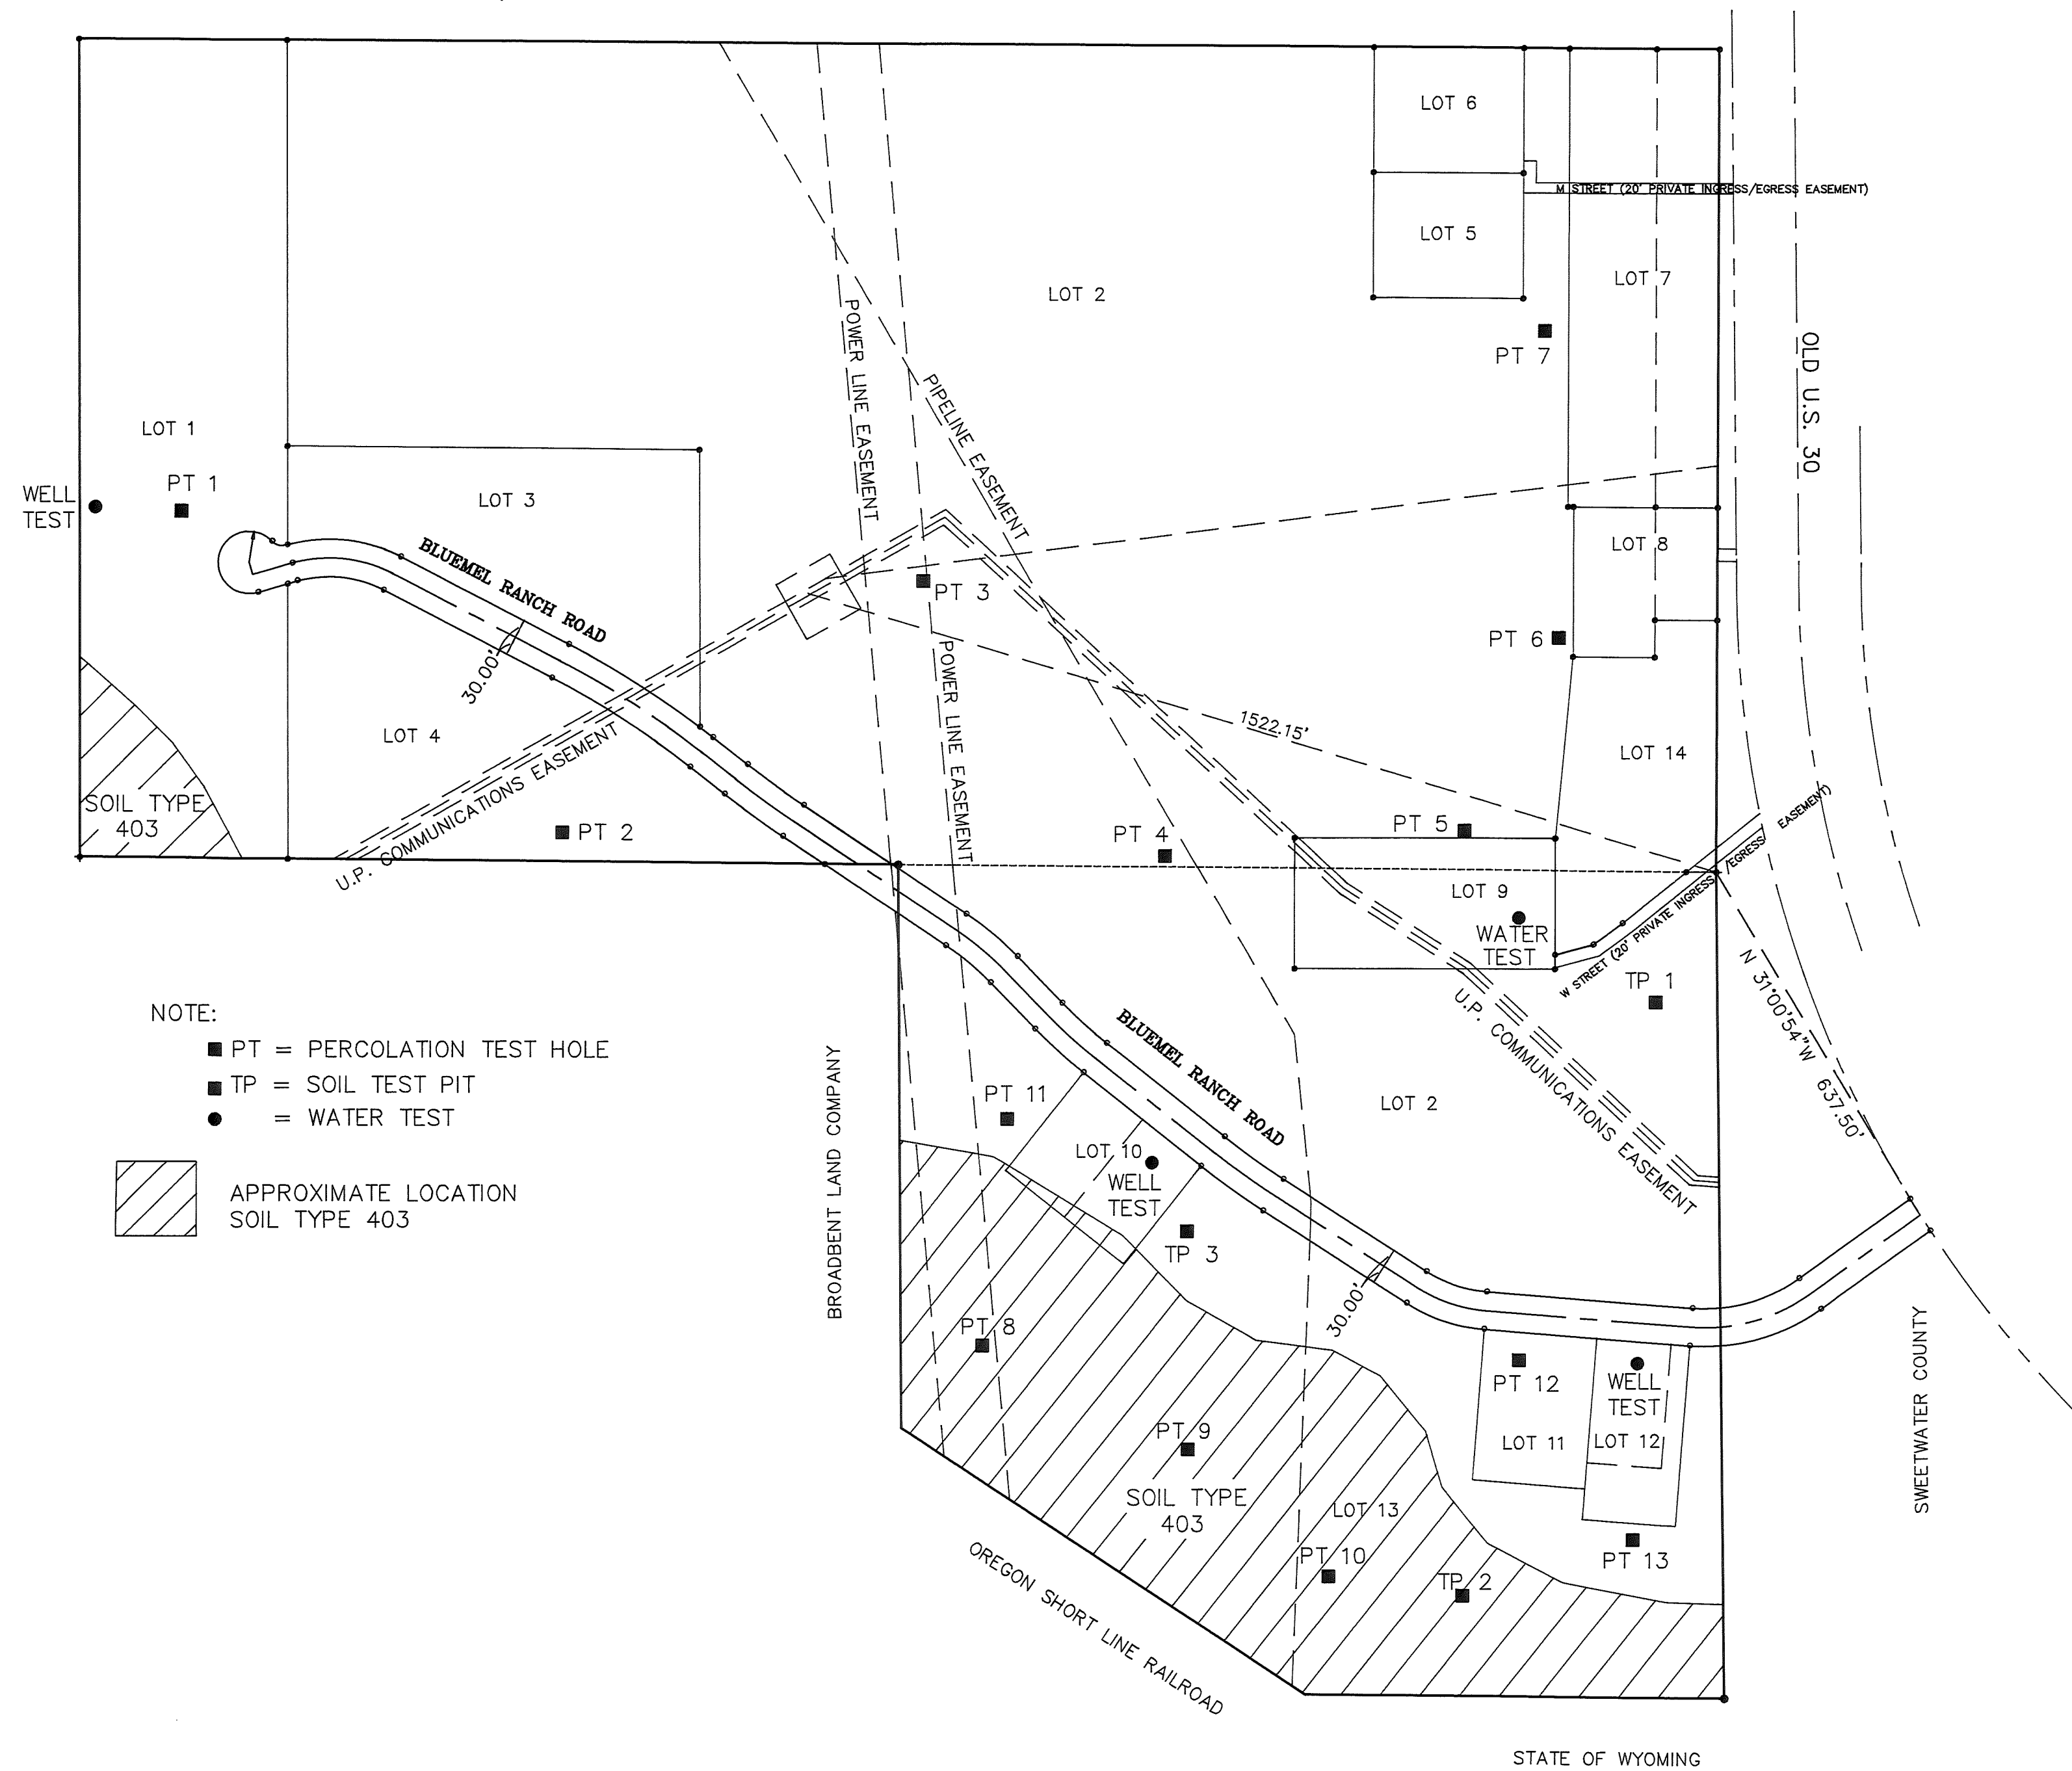 LOT 6
M STREET (20' PRIVATE INGRESS/EGRESS EASEMENT)
LOT 5
LOT 7
LOT 2
PT 7
OLD U.S. 30
POWER LINE EASEMENT
PIPELINE EASEMENT
LOT 1
PT 1
WELL
TEST
LOT 3
BLUEMEL RANCH ROAD
LOT 8
PT 3
PT 6
30.00'
POWER LINE EASEMENT
1522.15'
LOT 4
LOT 14
U.P. COMMUNICATIONS EASEMENT
SOIL TYPE
403
PT 2
PT 4
PT 5
LOT 9
WATER
TEST
W STREET (20' PRIVATE INGRESS /EGRESS EASEMENT)
TP 1
N 31°00'54"W 637.50'
NOTE:
PT = PERCOLATION TEST HOLE
TP = SOIL TEST PIT
= WATER TEST
APPROXIMATE LOCATION
SOIL TYPE 403
BROADBENT LAND COMPANY
BLUEMEL RANCH ROAD
U.P. COMMUNICATIONS EASEMENT
LOT 2
PT 11
LOT 10
WELL
TEST
TP 3
30.00'
PT 8
PT 12
WELL
TEST
LOT 11
LOT 12
SWEETWATER COUNTY
PT 9
SOIL TYPE
403
LOT 13
PT 10
TP 2
PT 13
OREGON SHORT LINE RAILROAD
STATE OF WYOMING